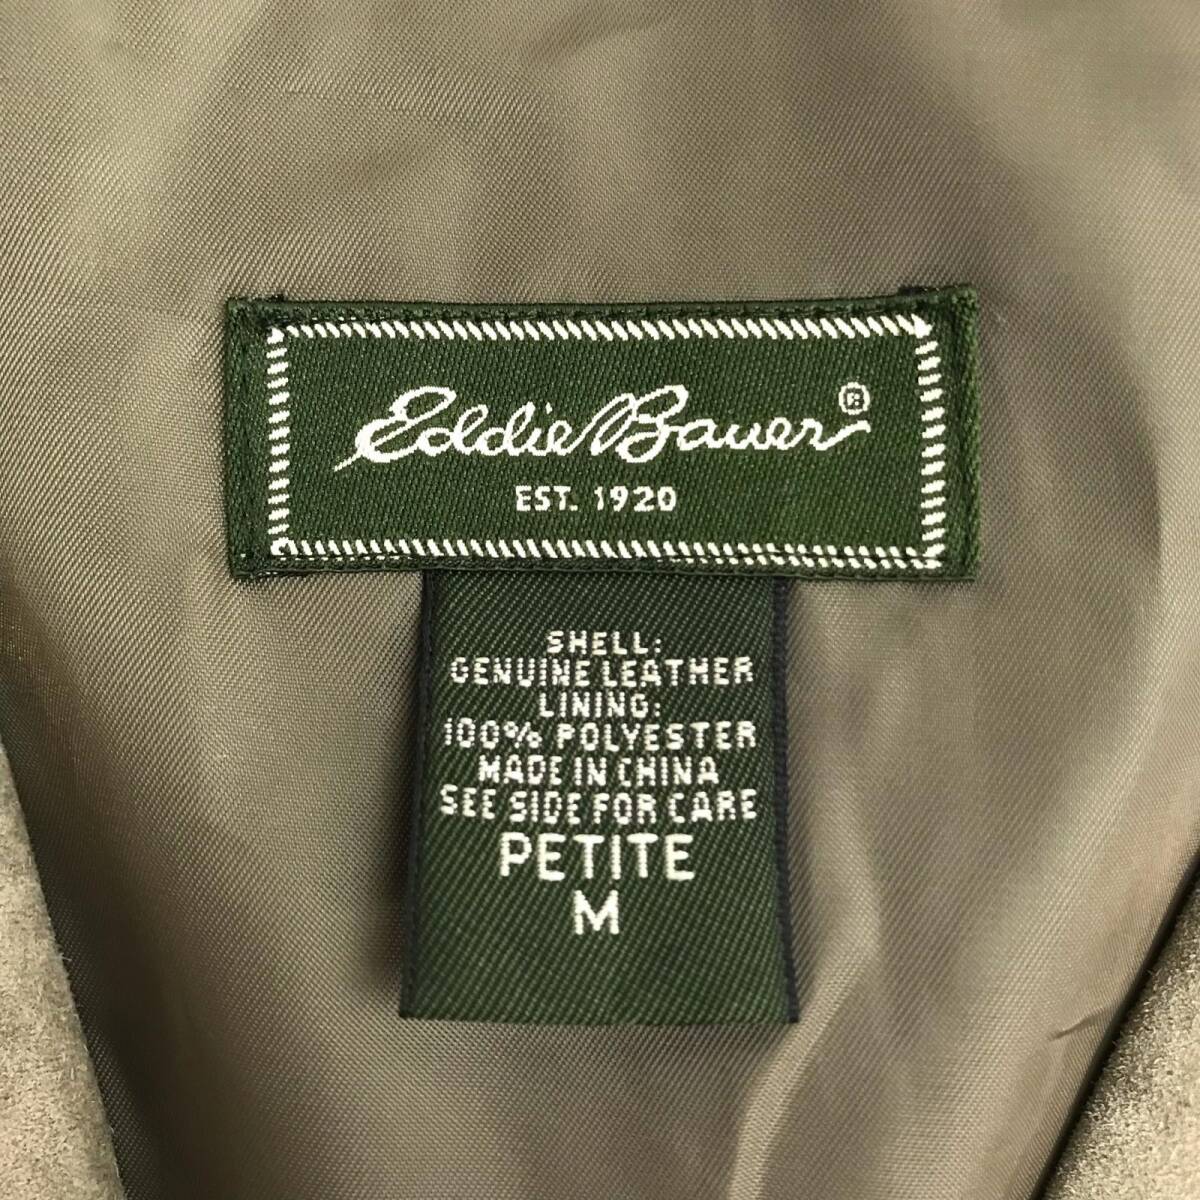 Eddie Bauer®
EST. 1920
SHELL:
GENUINE LEATHER
LINING:
100% POLYESTER
MADE IN CHINA
SEE SIDE FOR CARE
PETITE
M